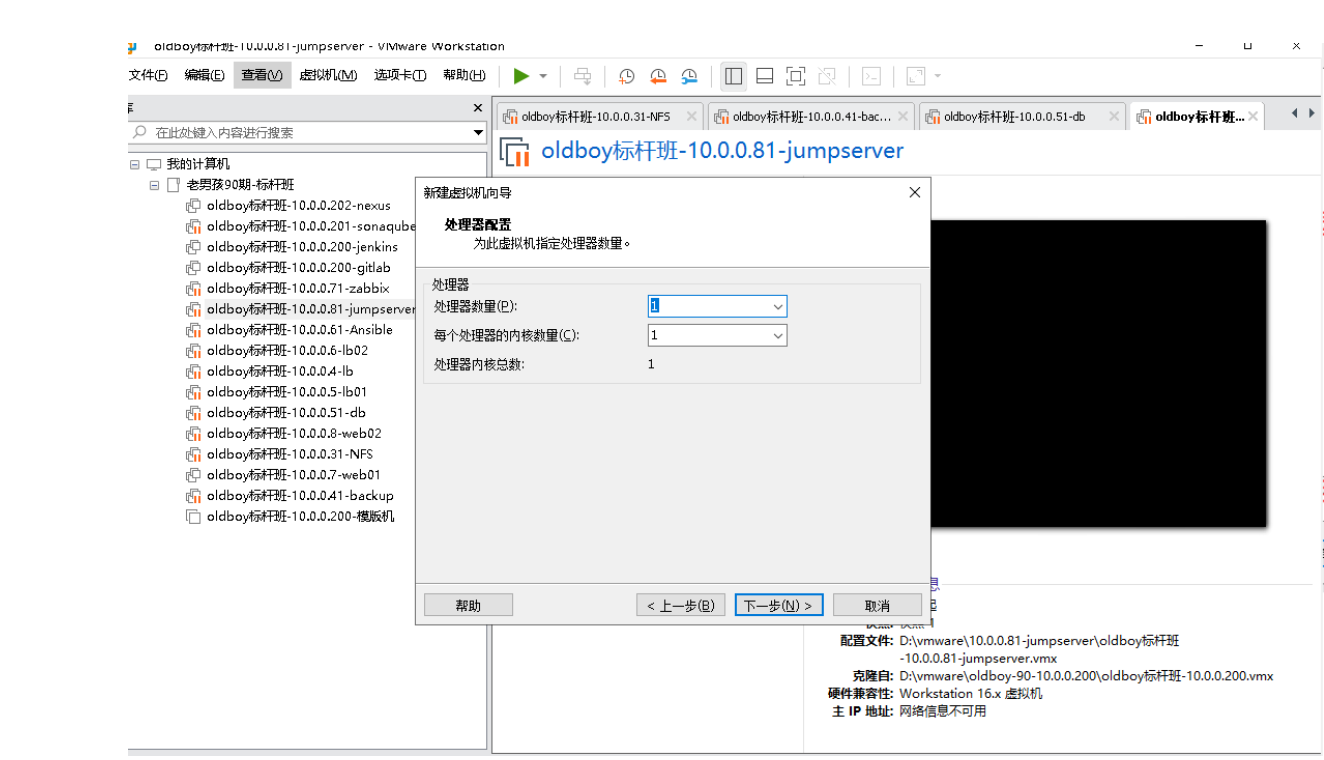 oldboy标杆班-10.0.0.81-jumpserver - VMware Workstation
文件(F) 编辑(E) 查看(V) 虚拟机(M) 选项卡(T) 帮助(H)
在此处键入内容进行搜索
oldboy标杆班-10.0.0.31-NFS
oldboy标杆班-10.0.0.41-bac...
oldboy标杆班-10.0.0.51-db
oldboy标杆班...
oldboy标杆班-10.0.0.81-jumpserver
我的计算机
老男孩90期-标杆班
oldboy标杆班-10.0.0.202-nexus
oldboy标杆班-10.0.0.201-sonaqube
oldboy标杆班-10.0.0.200-jenkins
oldboy标杆班-10.0.0.200-gitlab
oldboy标杆班-10.0.0.71-zabbix
oldboy标杆班-10.0.0.81-jumpserver
oldboy标杆班-10.0.0.61-Ansible
oldboy标杆班-10.0.0.6-lb02
oldboy标杆班-10.0.0.4-lb
oldboy标杆班-10.0.0.5-lb01
oldboy标杆班-10.0.0.51-db
oldboy标杆班-10.0.0.8-web02
oldboy标杆班-10.0.0.31-NFS
oldboy标杆班-10.0.0.7-web01
oldboy标杆班-10.0.0.41-backup
oldboy标杆班-10.0.0.200-模版机
新建虚拟机向导
处理器配置
为此虚拟机指定处理器数量。
处理器
处理器数量(P): 1
每个处理器的内核数量(C): 1
处理器内核总数: 1
帮助 < 上一步(B) 下一步(N) > 取消
配置文件: D:\vmware\10.0.0.81-jumpserver\oldboy标杆班
-10.0.0.81-jumpserver.vmx
克隆自: D:\vmware\oldboy-90-10.0.0.200\oldboy标杆班-10.0.0.200.vmx
硬件兼容性: Workstation 16.x 虚拟机
主 IP 地址: 网络信息不可用